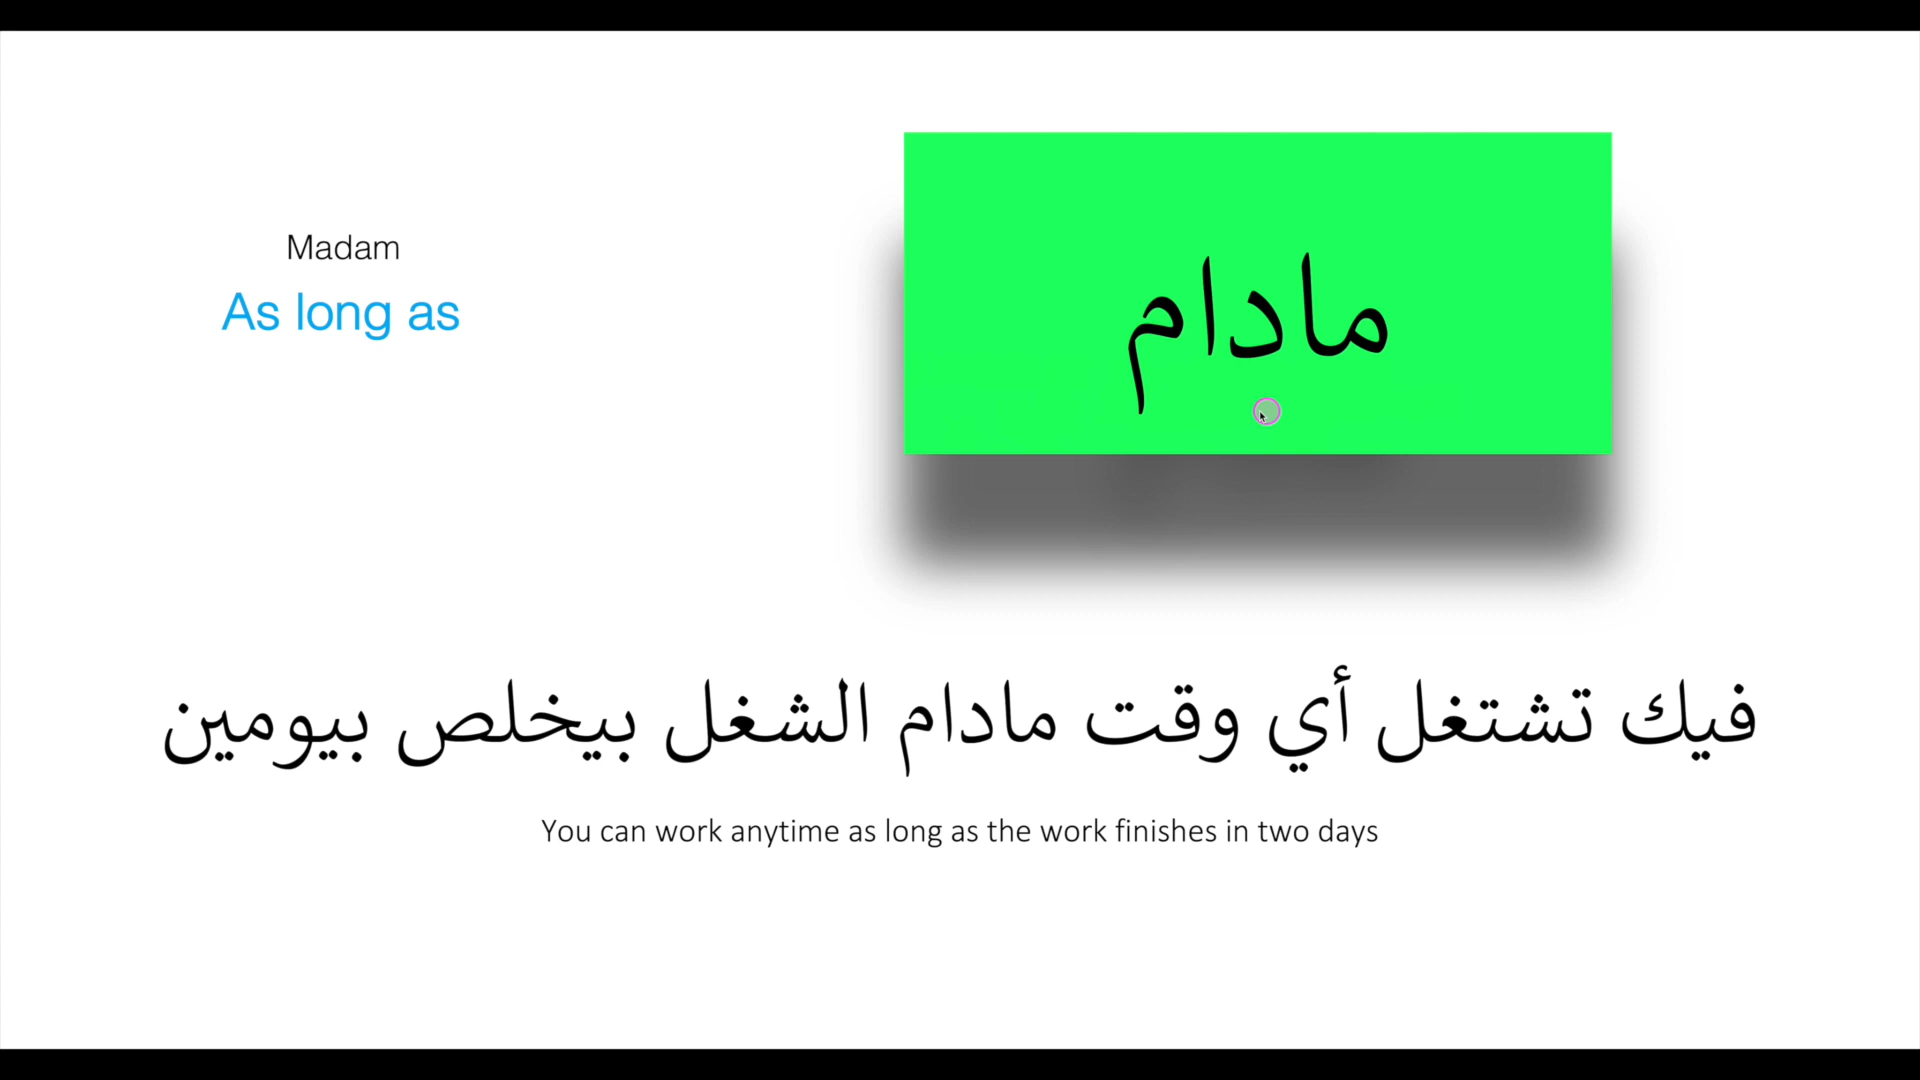 Madam
As long as
مادام
فيك تشتغل أي وقت مادام الشغل بيخلص بيومين
You can work anytime as long as the work finishes in two days